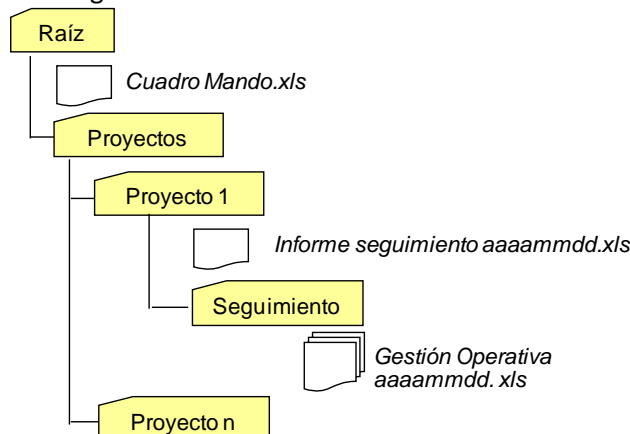 Raíz
Cuadro Mando.xls
Proyectos
Proyecto 1
Informe seguimiento aaaammdd.xls
Seguimiento
Gestión Operativa
aaaammdd. xls
Proyecto n